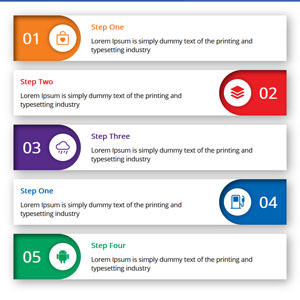 01
Step One
Lorem Ipsum is simply dummy text of the printing and
typesetting industry
Step Two
Lorem Ipsum is simply dummy text of the printing and
typesetting industry
02
03
Step Three
Lorem Ipsum is simply dummy text of the printing and
typesetting industry
Step One
Lorem Ipsum is simply dummy text of the printing and
typesetting industry
04
05
Step Four
Lorem Ipsum is simply dummy text of the printing and
typesetting industry